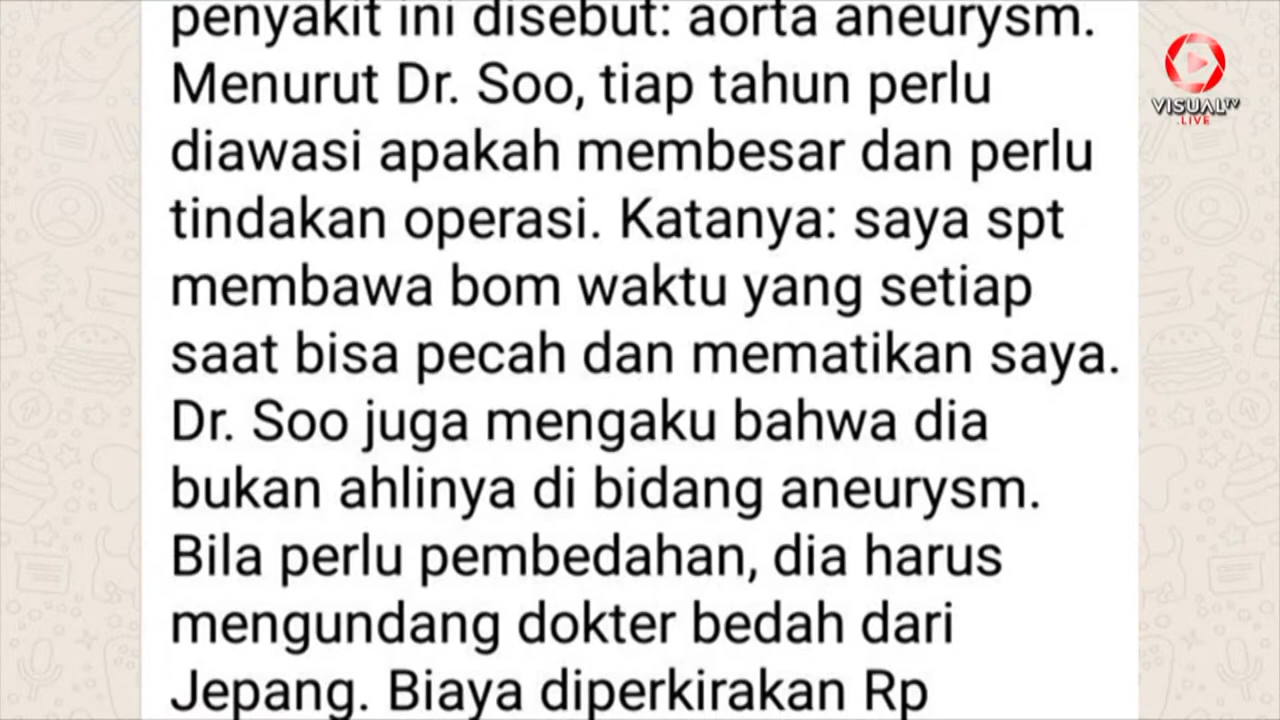 penyakit ini disebut: aorta aneurysm.
Menurut Dr. Soo, tiap tahun perlu
diawasi apakah membesar dan perlu
tindakan operasi. Katanya: saya spt
membawa bom waktu yang setiap
saat bisa pecah dan mematikan saya.
Dr. Soo juga mengaku bahwa dia
bukan ahlinya di bidang aneurysm.
Bila perlu pembedahan, dia harus
mengundang dokter bedah dari
Jepang. Biaya diperkirakan Rp
VISUALTV
.LIVE